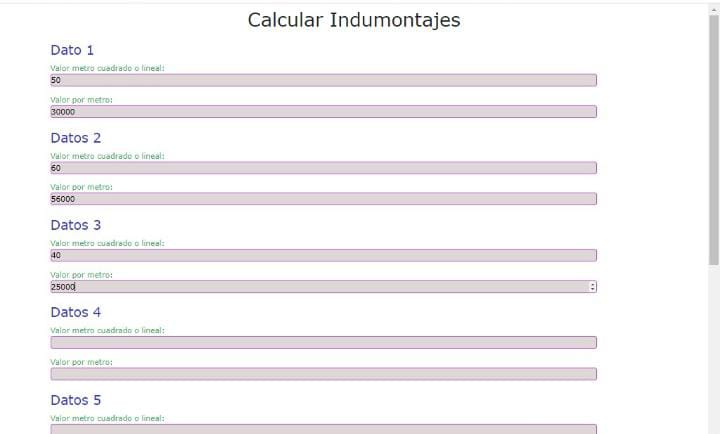 Calcular Indumontajes
Dato 1
Valor metro cuadrado o lineal:
50
Valor por metro:
30000
Datos 2
Valor metro cuadrado o lineal:
60
Valor por metro:
56000
Datos 3
Valor metro cuadrado o lineal:
40
Valor por metro:
25000
Datos 4
Valor metro cuadrado o lineal:
Valor por metro:
Datos 5
Valor metro cuadrado o lineal: